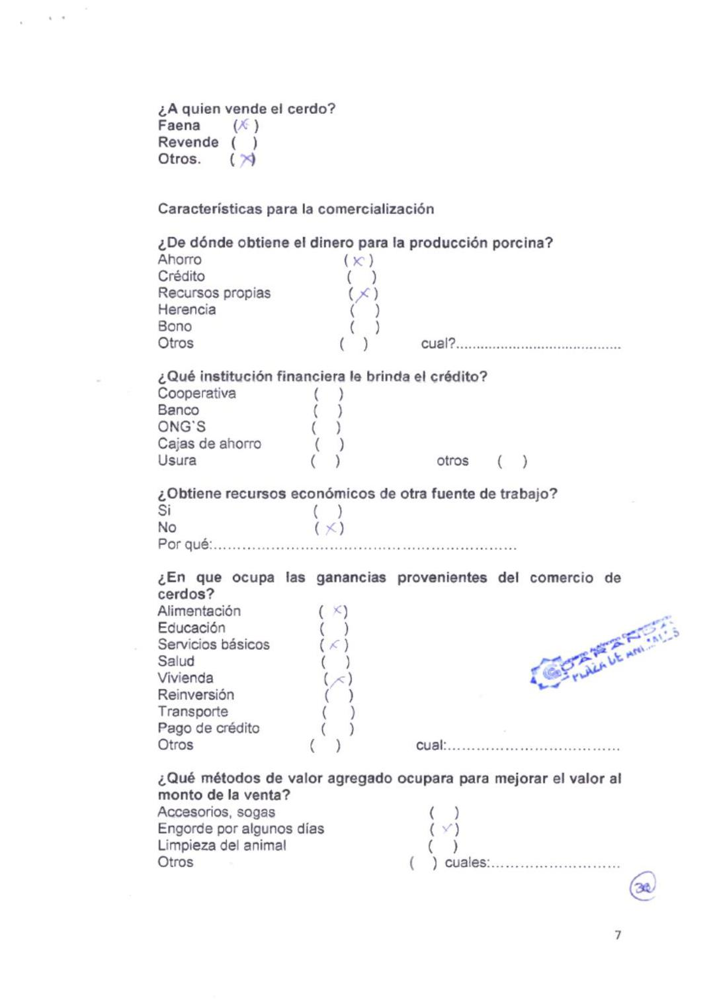 ¿A quien vende el cerdo?
Faena (X)
Revende ( )
Otros. (X)
Características para la comercialización
¿De dónde obtiene el dinero para la producción porcina?
Ahorro (X)
Crédito ( )
Recursos propias (X)
Herencia ( )
Bono ( )
Otros ( ) cual?..........................................
¿Qué institución financiera le brinda el crédito?
Cooperativa ( )
Banco ( )
ONG`S ( )
Cajas de ahorro ( )
Usura ( ) otros ( )
¿Obtiene recursos económicos de otra fuente de trabajo?
Si ( )
No (X)
Por qué:..............................................................
¿En que ocupa las ganancias provenientes del comercio de
cerdos?
Alimentación (X)
Educación ( )
Servicios básicos (X)
Salud ( )
Vivienda (X)
Reinversión ( )
Transporte ( )
Pago de crédito ( )
Otros ( ) cual:...................................
GUARANDA
PLAZA DE ANIMALES
¿Qué métodos de valor agregado ocupara para mejorar el valor al
monto de la venta?
Accesorios, sogas ( )
Engorde por algunos días (X)
Limpieza del animal ( )
Otros ( ) cuales:...........................
7